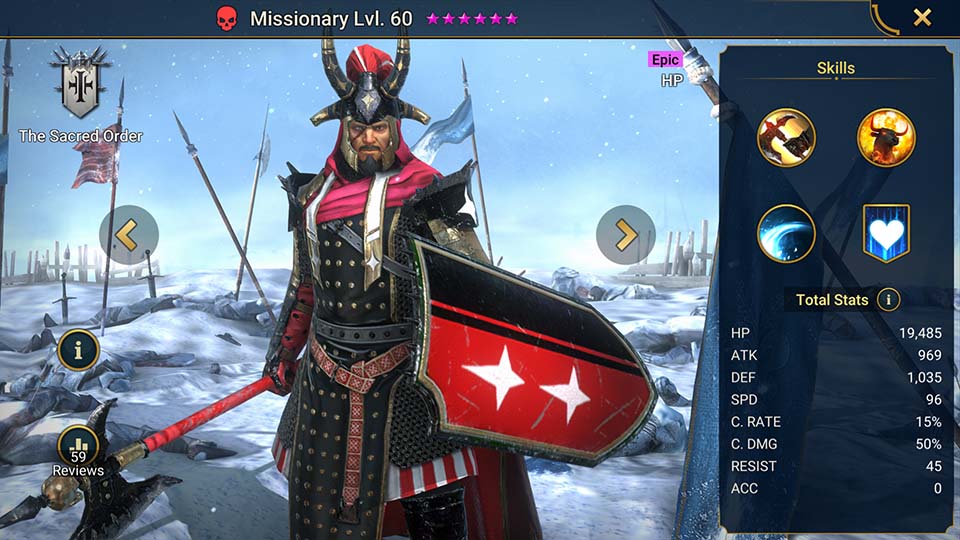 Missionary Lvl. 60
Epic
HP
The Sacred Order
59
Reviews
Skills
Total Stats
HP 19,485
ATK 969
DEF 1,035
SPD 96
C. RATE 15%
C. DMG 50%
RESIST 45
ACC 0